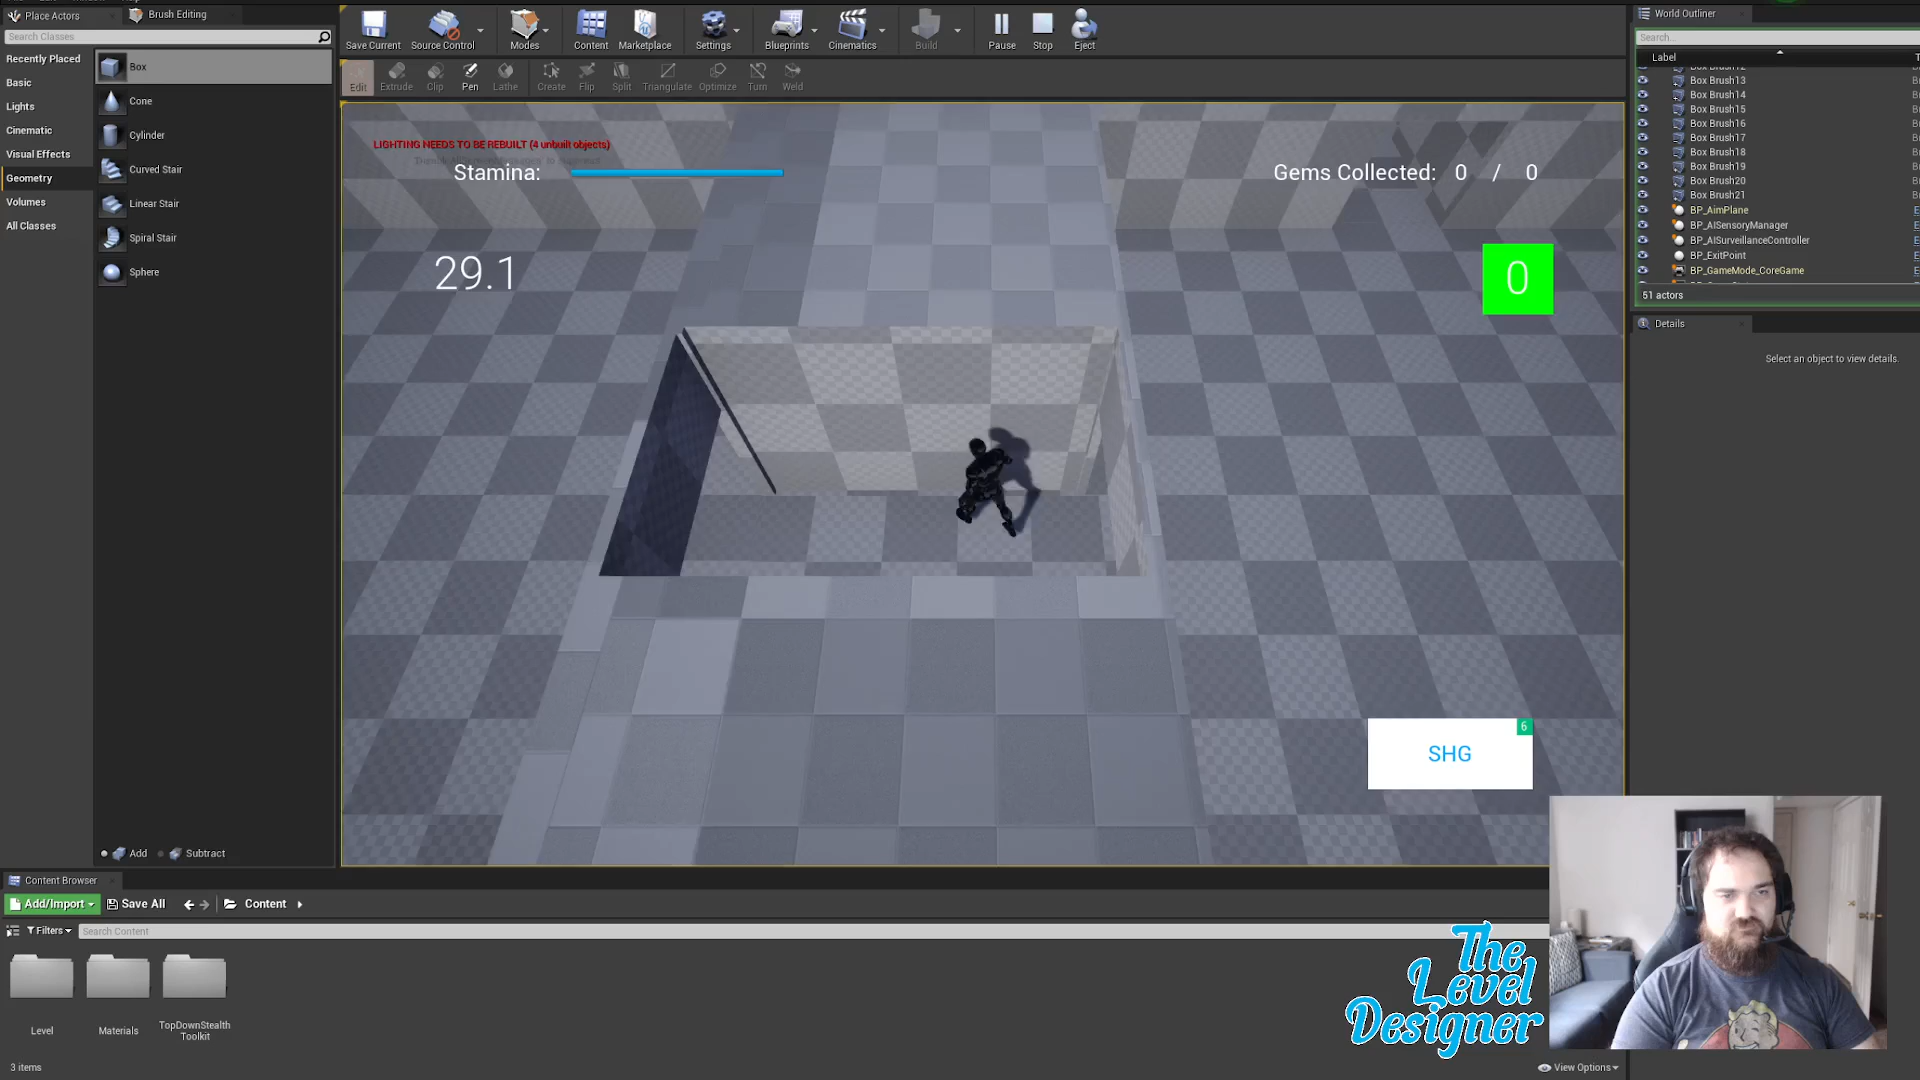 Place Actors
Brush Editing
Search Classes
Recently Placed
Basic
Lights
Cinematic
Visual Effects
Geometry
Volumes
All Classes
Box
Cone
Cylinder
Curved Stair
Linear Stair
Spiral Stair
Sphere
Add
Subtract
Save Current
Source Control
Modes
Content
Marketplace
Settings
Blueprints
Cinematics
Build
Pause
Stop
Eject
Edit
Extrude
Clip
Pen
Lathe
Create
Flip
Split
Triangulate
Optimize
Turn
Weld
LIGHTING NEEDS TO BE REBUILT (4 unbuilt objects)
Stamina:
Gems Collected: 0 / 0
29.1
0
6
SHG
World Outliner
Search...
Label
Box Brush12
Box Brush13
Box Brush14
Box Brush15
Box Brush16
Box Brush17
Box Brush18
Box Brush19
Box Brush20
Box Brush21
BP_AimPlane
BP_AISensoryManager
BP_AISurveillanceController
BP_ExitPoint
BP_GameMode_CoreGame
51 actors
Details
Select an object to view details.
Content Browser
Add/Import
Save All
Content
Filters
Search Content
Level
Materials
TopDownStealth
Toolkit
3 items
View Options
The
Level
Designer